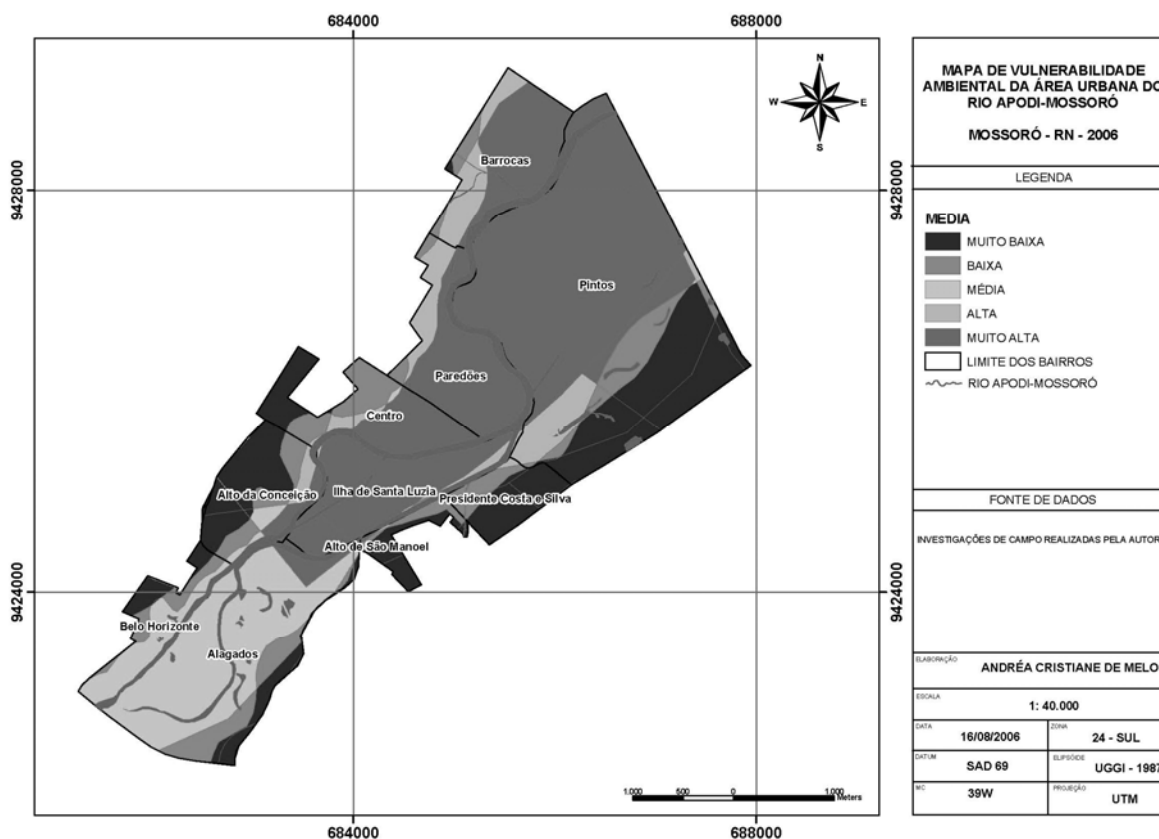 684000
688000
9428000
9428000
9424000
9424000
N
W
E
S
Barrocas
Pintos
Paredões
Centro
Alto da Conceição
Ilha de Santa Luzia
Presidente Costa e Silva
Alto de São Manoel
Belo Horizonte
Alagados
1.000
500
0
1.000
Meters
684000
688000
MAPA DE VULNERABILIDADE
AMBIENTAL DA ÁREA URBANA DO
RIO APODI-MOSSORÓ
MOSSORÓ - RN - 2006
LEGENDA
MEDIA
MUITO BAIXA
BAIXA
MÉDIA
ALTA
MUITO ALTA
LIMITE DOS BAIRROS
RIO APODI-MOSSORÓ
FONTE DE DADOS
INVESTIGAÇÕES DE CAMPO REALIZADAS PELA AUTOR
ELABORAÇÃO
ANDRÉA CRISTIANE DE MELO
ESCALA
1: 40.000
DATA
16/08/2006
ZONA
24 - SUL
DATUM
SAD 69
ELIPSÓIDE
UGGI - 1987
MC
39W
PROJEÇÃO
UTM